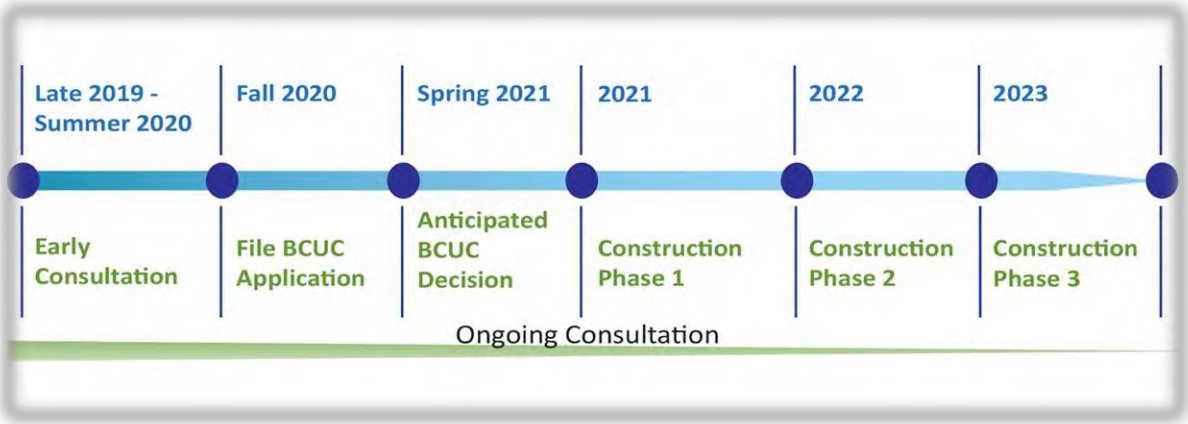 Late 2019 -
Summer 2020
Fall 2020
Spring 2021
2021
2022
2023
Early
Consultation
File BCUC
Application
Anticipated
BCUC
Decision
Construction
Phase 1
Construction
Phase 2
Construction
Phase 3
Ongoing Consultation